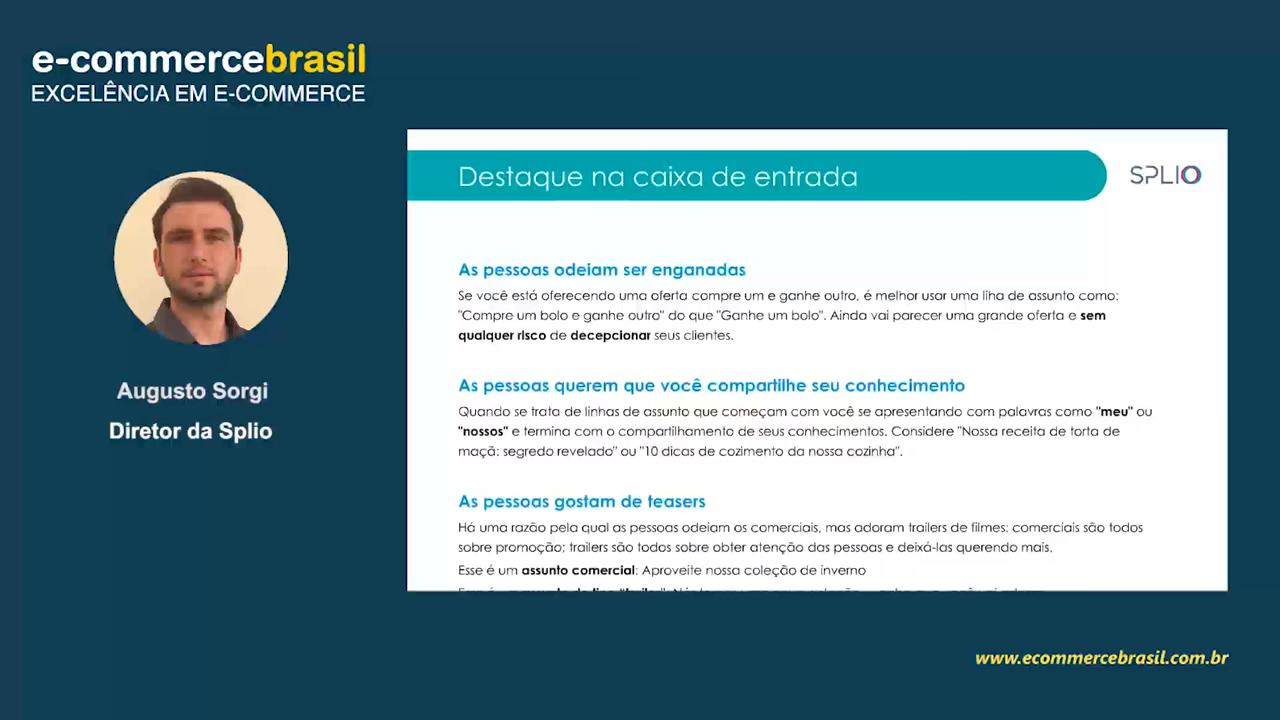 e-commercebrasil
EXCELÊNCIA EM E-COMMERCE
Augusto Sorgi
Diretor da Splio
Destaque na caixa de entrada
SPLIO
As pessoas odeiam ser enganadas
Se você está oferecendo uma oferta compre um e ganhe outro, é melhor usar uma liha de assunto como:
"Compre um bolo e ganhe outro" do que "Ganhe um bolo". Ainda vai parecer uma grande oferta e sem
qualquer risco de decepcionar seus clientes.
As pessoas querem que você compartilhe seu conhecimento
Quando se trata de linhas de assunto que começam com você se apresentando com palavras como "meu" ou
"nossos" e termina com o compartilhamento de seus conhecimentos. Considere "Nossa receita de torta de
maçã: segredo revelado" ou "10 dicas de cozimento da nossa cozinha".
As pessoas gostam de teasers
Há uma razão pela qual as pessoas odeiam os comerciais, mas adoram trailers de filmes: comerciais são todos
sobre promoção; trailers são todos sobre obter atenção das pessoas e deixá-las querendo mais.
Esse é um assunto comercial: Aproveite nossa coleção de inverno
www.ecommercebrasil.com.br